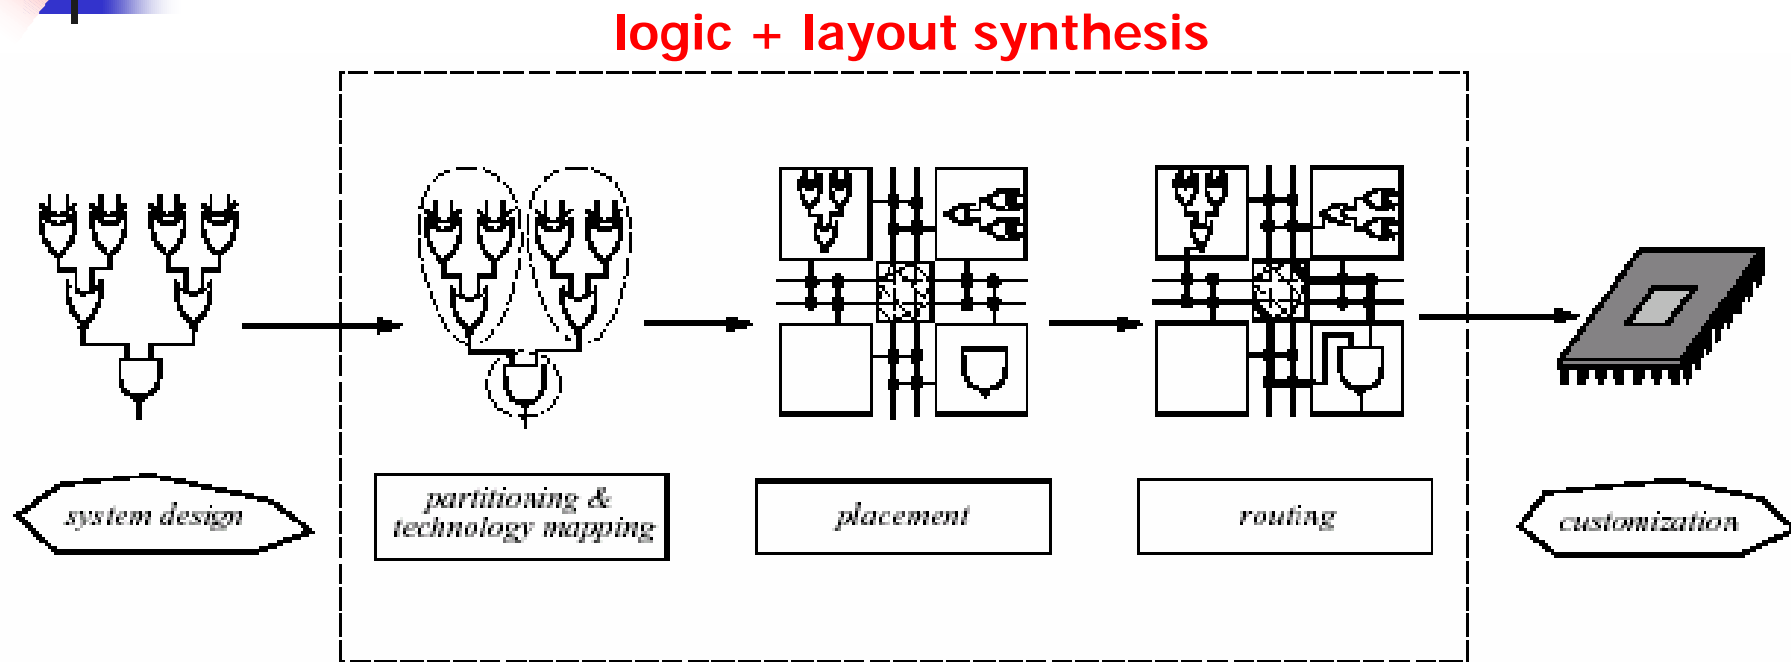 logic + layout synthesis
system design
partitioning &
technology mapping
placement
routing
customization